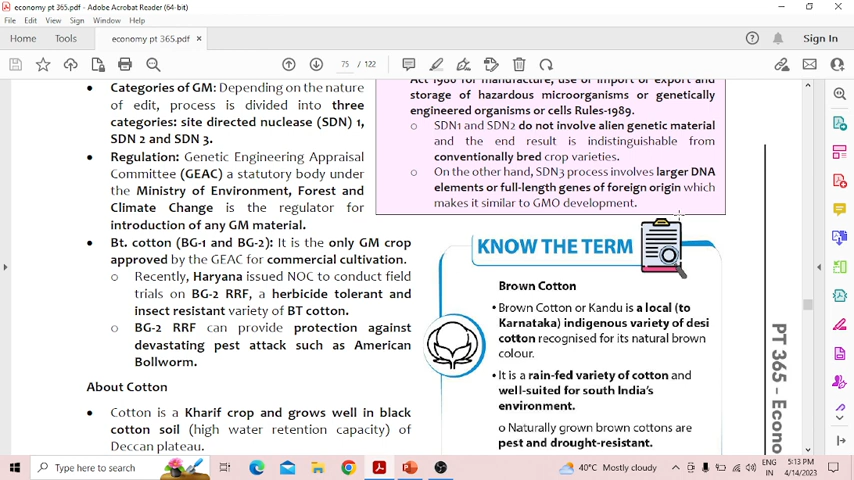 economy pt 365.pdf - Adobe Acrobat Reader (64-bit)
File Edit View Sign Window Help
Home Tools economy pt 365.pdf ×
Sign In
75 / 122
• Categories of GM: Depending on the nature
of edit, process is divided into three
categories: site directed nuclease (SDN) 1,
SDN 2 and SDN 3.
• Regulation: Genetic Engineering Appraisal
Committee (GEAC) a statutory body under
the Ministry of Environment, Forest and
Climate Change is the regulator for
introduction of any GM material.
• Bt. cotton (BG-1 and BG-2): It is the only GM crop
approved by the GEAC for commercial cultivation.
o Recently, Haryana issued NOC to conduct field
trials on BG-2 RRF, a herbicide tolerant and
insect resistant variety of BT cotton.
o BG-2 RRF can provide protection against
devastating pest attack such as American
Bollworm.
About Cotton
• Cotton is a Kharif crop and grows well in black
cotton soil (high water retention capacity) of
Deccan plateau.
Act 1986 for manufacture, use or import or export and
storage of hazardous microorganisms or genetically
engineered organisms or cells Rules-1989.
o SDN1 and SDN2 do not involve alien genetic material
and the end result is indistinguishable from
conventionally bred crop varieties.
o On the other hand, SDN3 process involves larger DNA
elements or full-length genes of foreign origin which
makes it similar to GMO development.
KNOW THE TERM
Brown Cotton
• Brown Cotton or Kandu is a local (to
Karnataka) indigenous variety of desi
cotton recognised for its natural brown
colour.
• It is a rain-fed variety of cotton and
well-suited for south India's
environment.
o Naturally grown brown cottons are
pest and drought-resistant.
PT 365 - Econo
Type here to search
40°C Mostly cloudy
ENG
IN
5:13 PM
4/14/2023